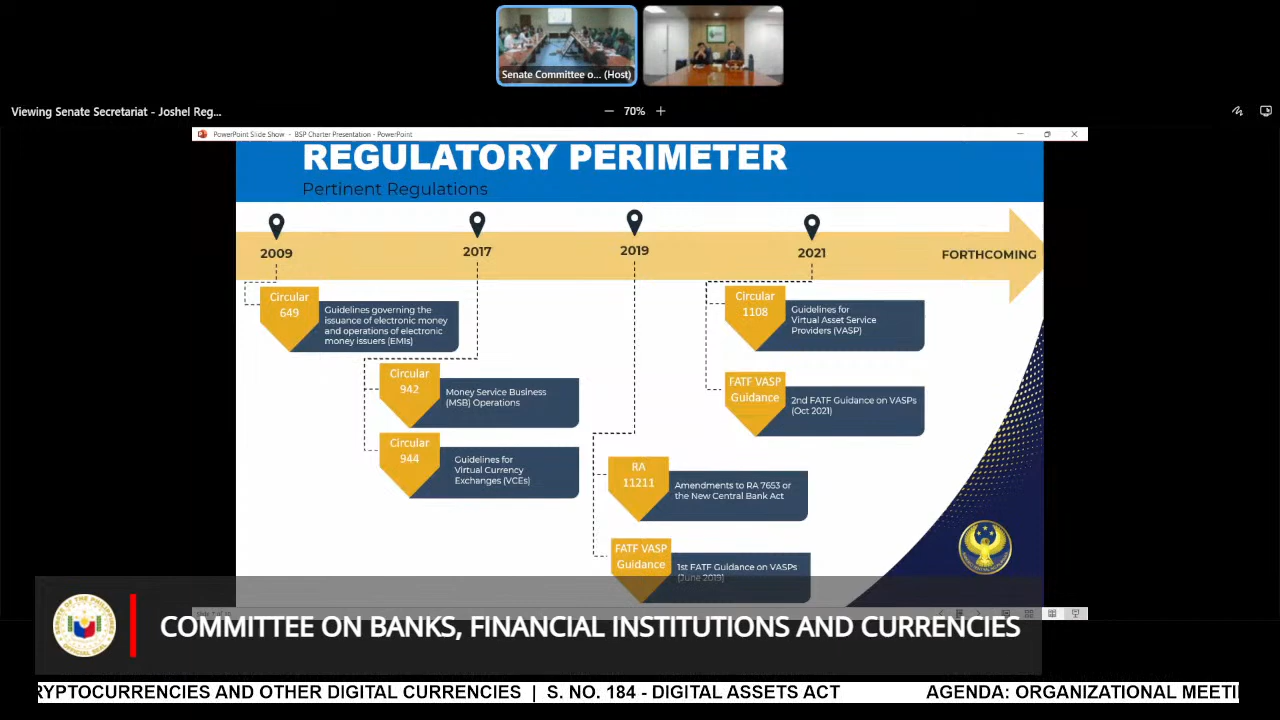 Senate Committee o... (Host)
Viewing Senate Secretariat - Joshel Reg...
70%
PowerPoint Slide Show - BSP Charter Presentation - PowerPoint
REGULATORY PERIMETER
Pertinent Regulations
2009
2017
2019
2021
FORTHCOMING
Circular
649
Guidelines governing the
issuance of electronic money
and operations of electronic
money issuers (EMIs)
Circular
942
Money Service Business
(MSB) Operations
Circular
944
Guidelines for
Virtual Currency
Exchanges (VCEs)
RA
11211
Amendments to RA 7653 or
the New Central Bank Act
FATF VASP
Guidance
1st FATF Guidance on VASPs
(June 2019)
Circular
1108
Guidelines for
Virtual Asset Service
Providers (VASP)
FATF VASP
Guidance
2nd FATF Guidance on VASPs
(Oct 2021)
COMMITTEE ON BANKS, FINANCIAL INSTITUTIONS AND CURRENCIES
RYPTOCURRENCIES AND OTHER DIGITAL CURRENCIES | S. NO. 184 - DIGITAL ASSETS ACT AGENDA: ORGANIZATIONAL MEETI